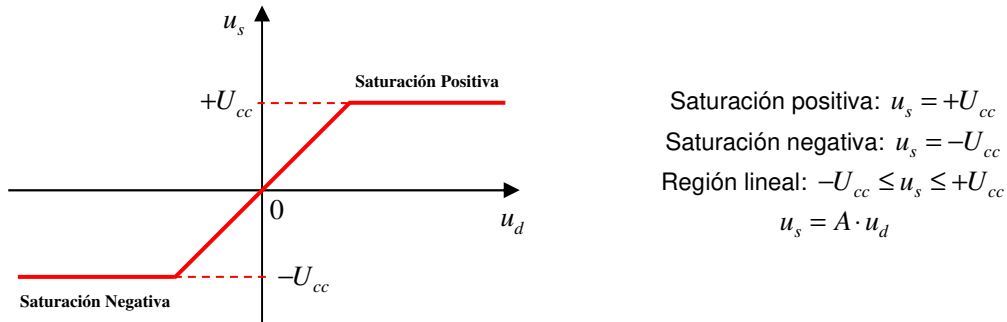 u_s
Saturación Positiva
+U_cc
0
u_d
−U_cc
Saturación Negativa
Saturación positiva: u_s = +U_cc
Saturación negativa: u_s = −U_cc
Región lineal: −U_cc ≤ u_s ≤ +U_cc
u_s = A · u_d